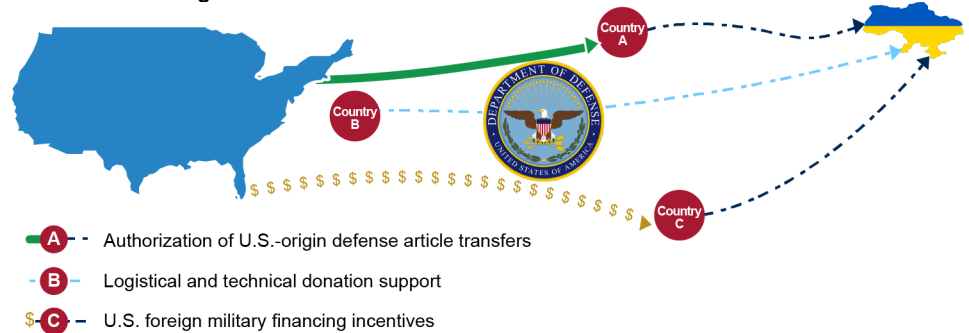 Country
A
DEPARTMENT OF DEFENSE
UNITED STATES OF AMERICA
Country
B
$ $ $ $ $ $ $ $ $ $ $ $ $ $ $ $ $ $ $ $ $ $ $ $
Country
C
A Authorization of U.S.-origin defense article transfers
B Logistical and technical donation support
$ C U.S. foreign military financing incentives